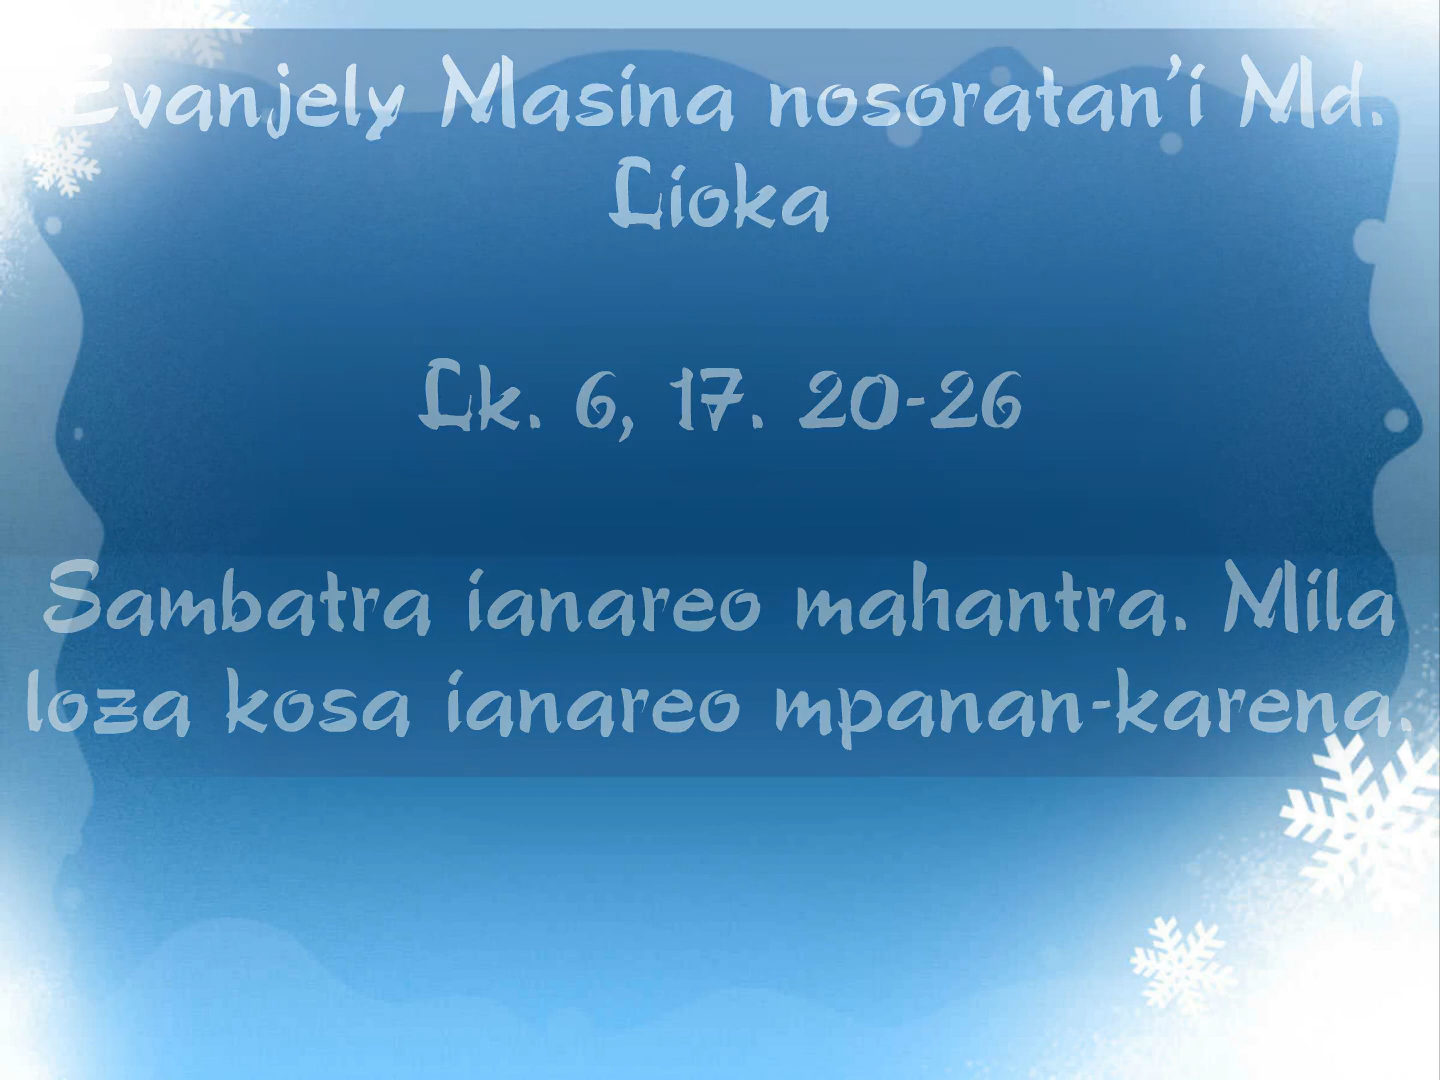 Evanjely Masina nosoratan’i Md.
Lioka
Lk. 6, 17. 20-26
Sambatra ianareo mahantra. Mila
loza kosa ianareo mpanan-karena.